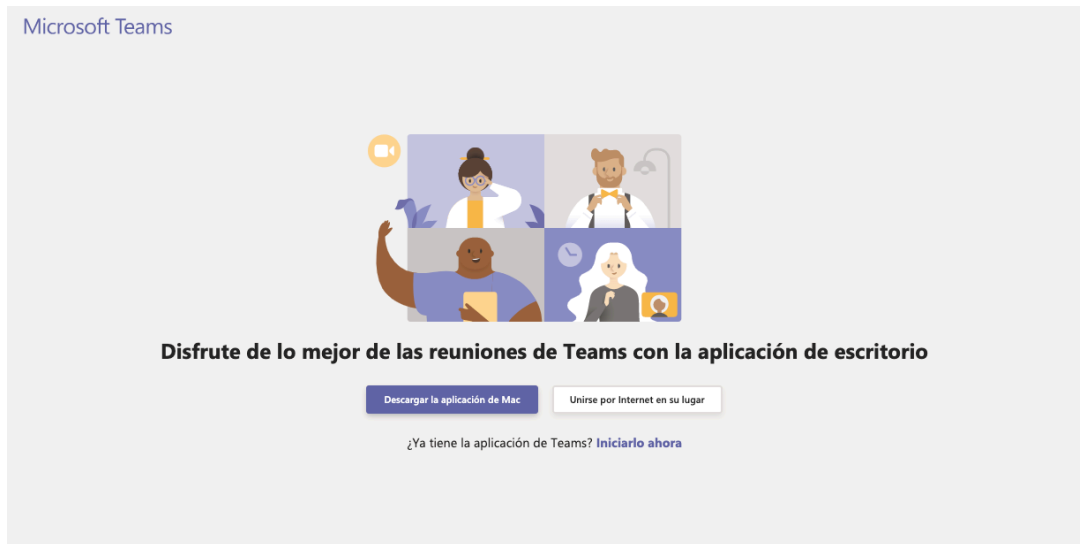 Microsoft Teams
Disfrute de lo mejor de las reuniones de Teams con la aplicación de escritorio
Descargar la aplicación de Mac
Unirse por Internet en su lugar
¿Ya tiene la aplicación de Teams? Iniciarlo ahora